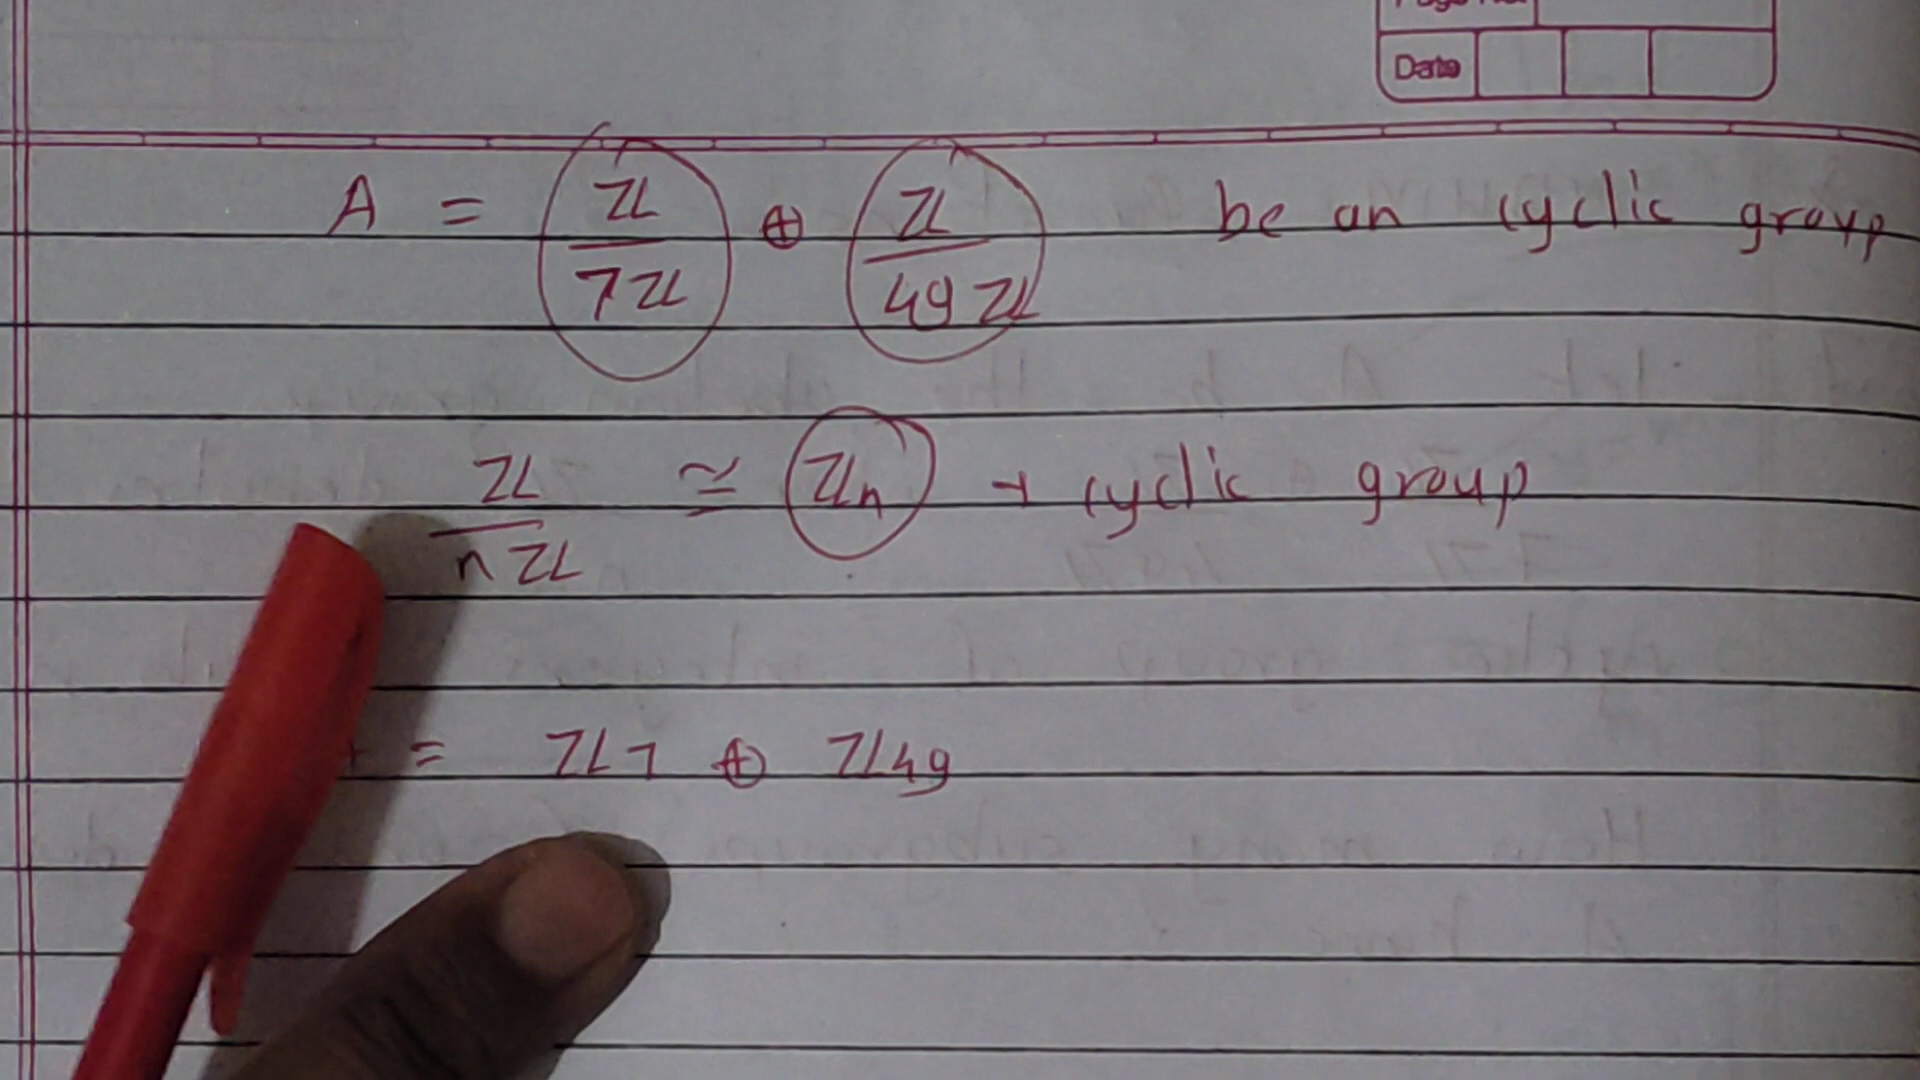 Date
A = ℤ/7ℤ ⊕ ℤ/49ℤ be an cyclic group
ℤ/nℤ ≃ ℤn → cyclic group
= ℤ7 ⊕ ℤ49